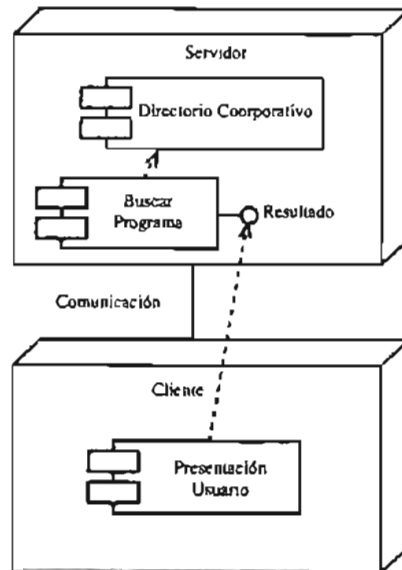 Servidor
Directorio Coorporativo
Buscar
Programa
Resultado
Comunicación
Cliente
Presentación
Usuario